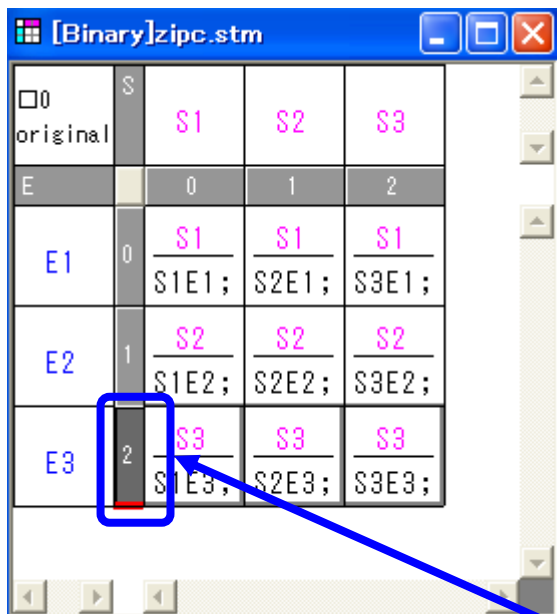 [Binary]zipc.stm
□0 S
original S1 S2 S3
E 0 1 2
E1 0 S1 S1 S1
S1E1; S2E1; S3E1;
E2 1 S2 S2 S2
S1E2; S2E2; S3E2;
E3 2 S3 S3 S3
S1E3; S2E3; S3E3;